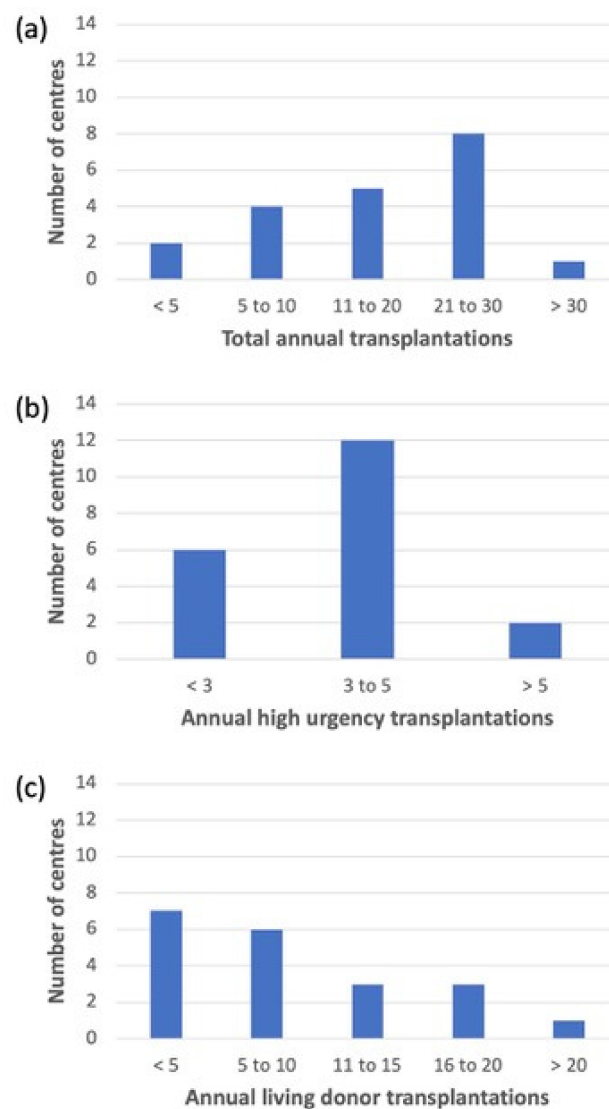 (a)
14
12
10
8
6
4
2
0
Number of centres
< 5 5 to 10 11 to 20 21 to 30 > 30
Total annual transplantations
(b)
14
12
10
8
6
4
2
0
Number of centres
< 3 3 to 5 > 5
Annual high urgency transplantations
(c)
14
12
10
8
6
4
2
0
Number of centres
< 5 5 to 10 11 to 15 16 to 20 > 20
Annual living donor transplantations